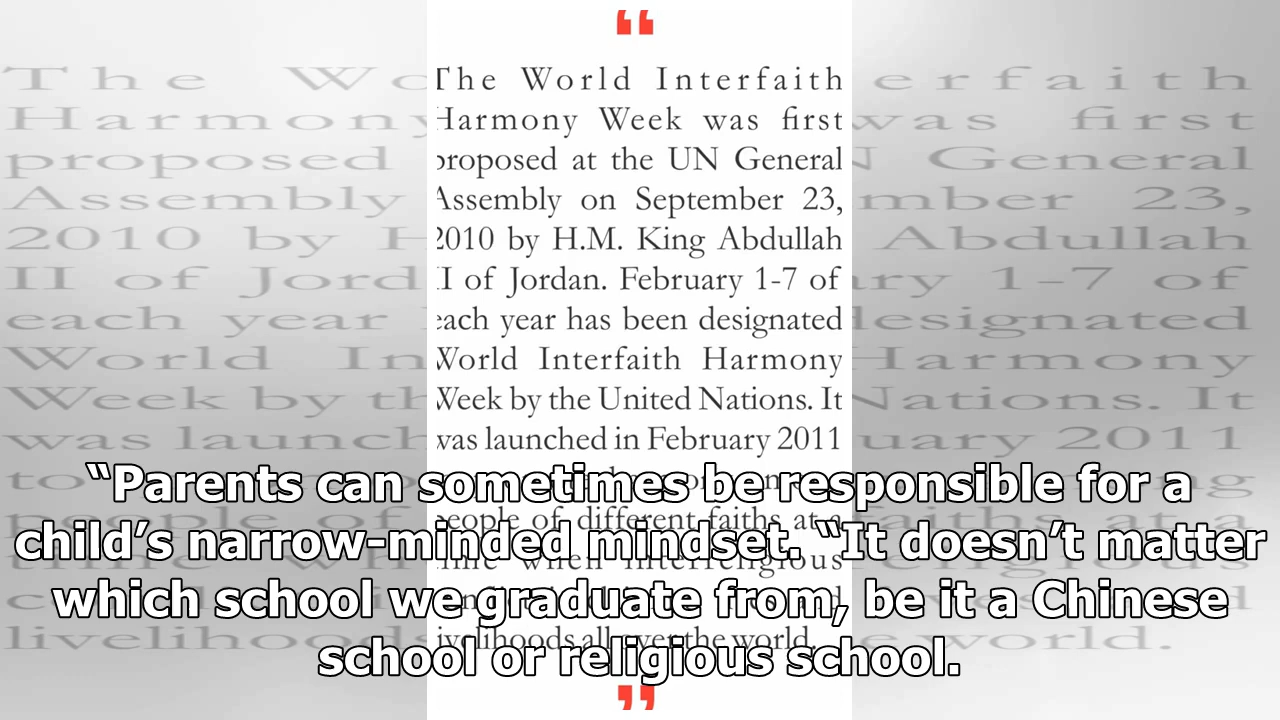 “
The World Interfaith
Harmony Week was first
proposed at the UN General
Assembly on September 23,
2010 by H.M. King Abdullah
II of Jordan. February 1-7 of
each year has been designated
World Interfaith Harmony
Week by the United Nations. It
was launched in February 2011
to
people of different faiths at a
time when interreligious
livelihoods all over the world.
”
“Parents can sometimes be responsible for a
child’s narrow-minded mindset. “It doesn’t matter
which school we graduate from, be it a Chinese
school or religious school.